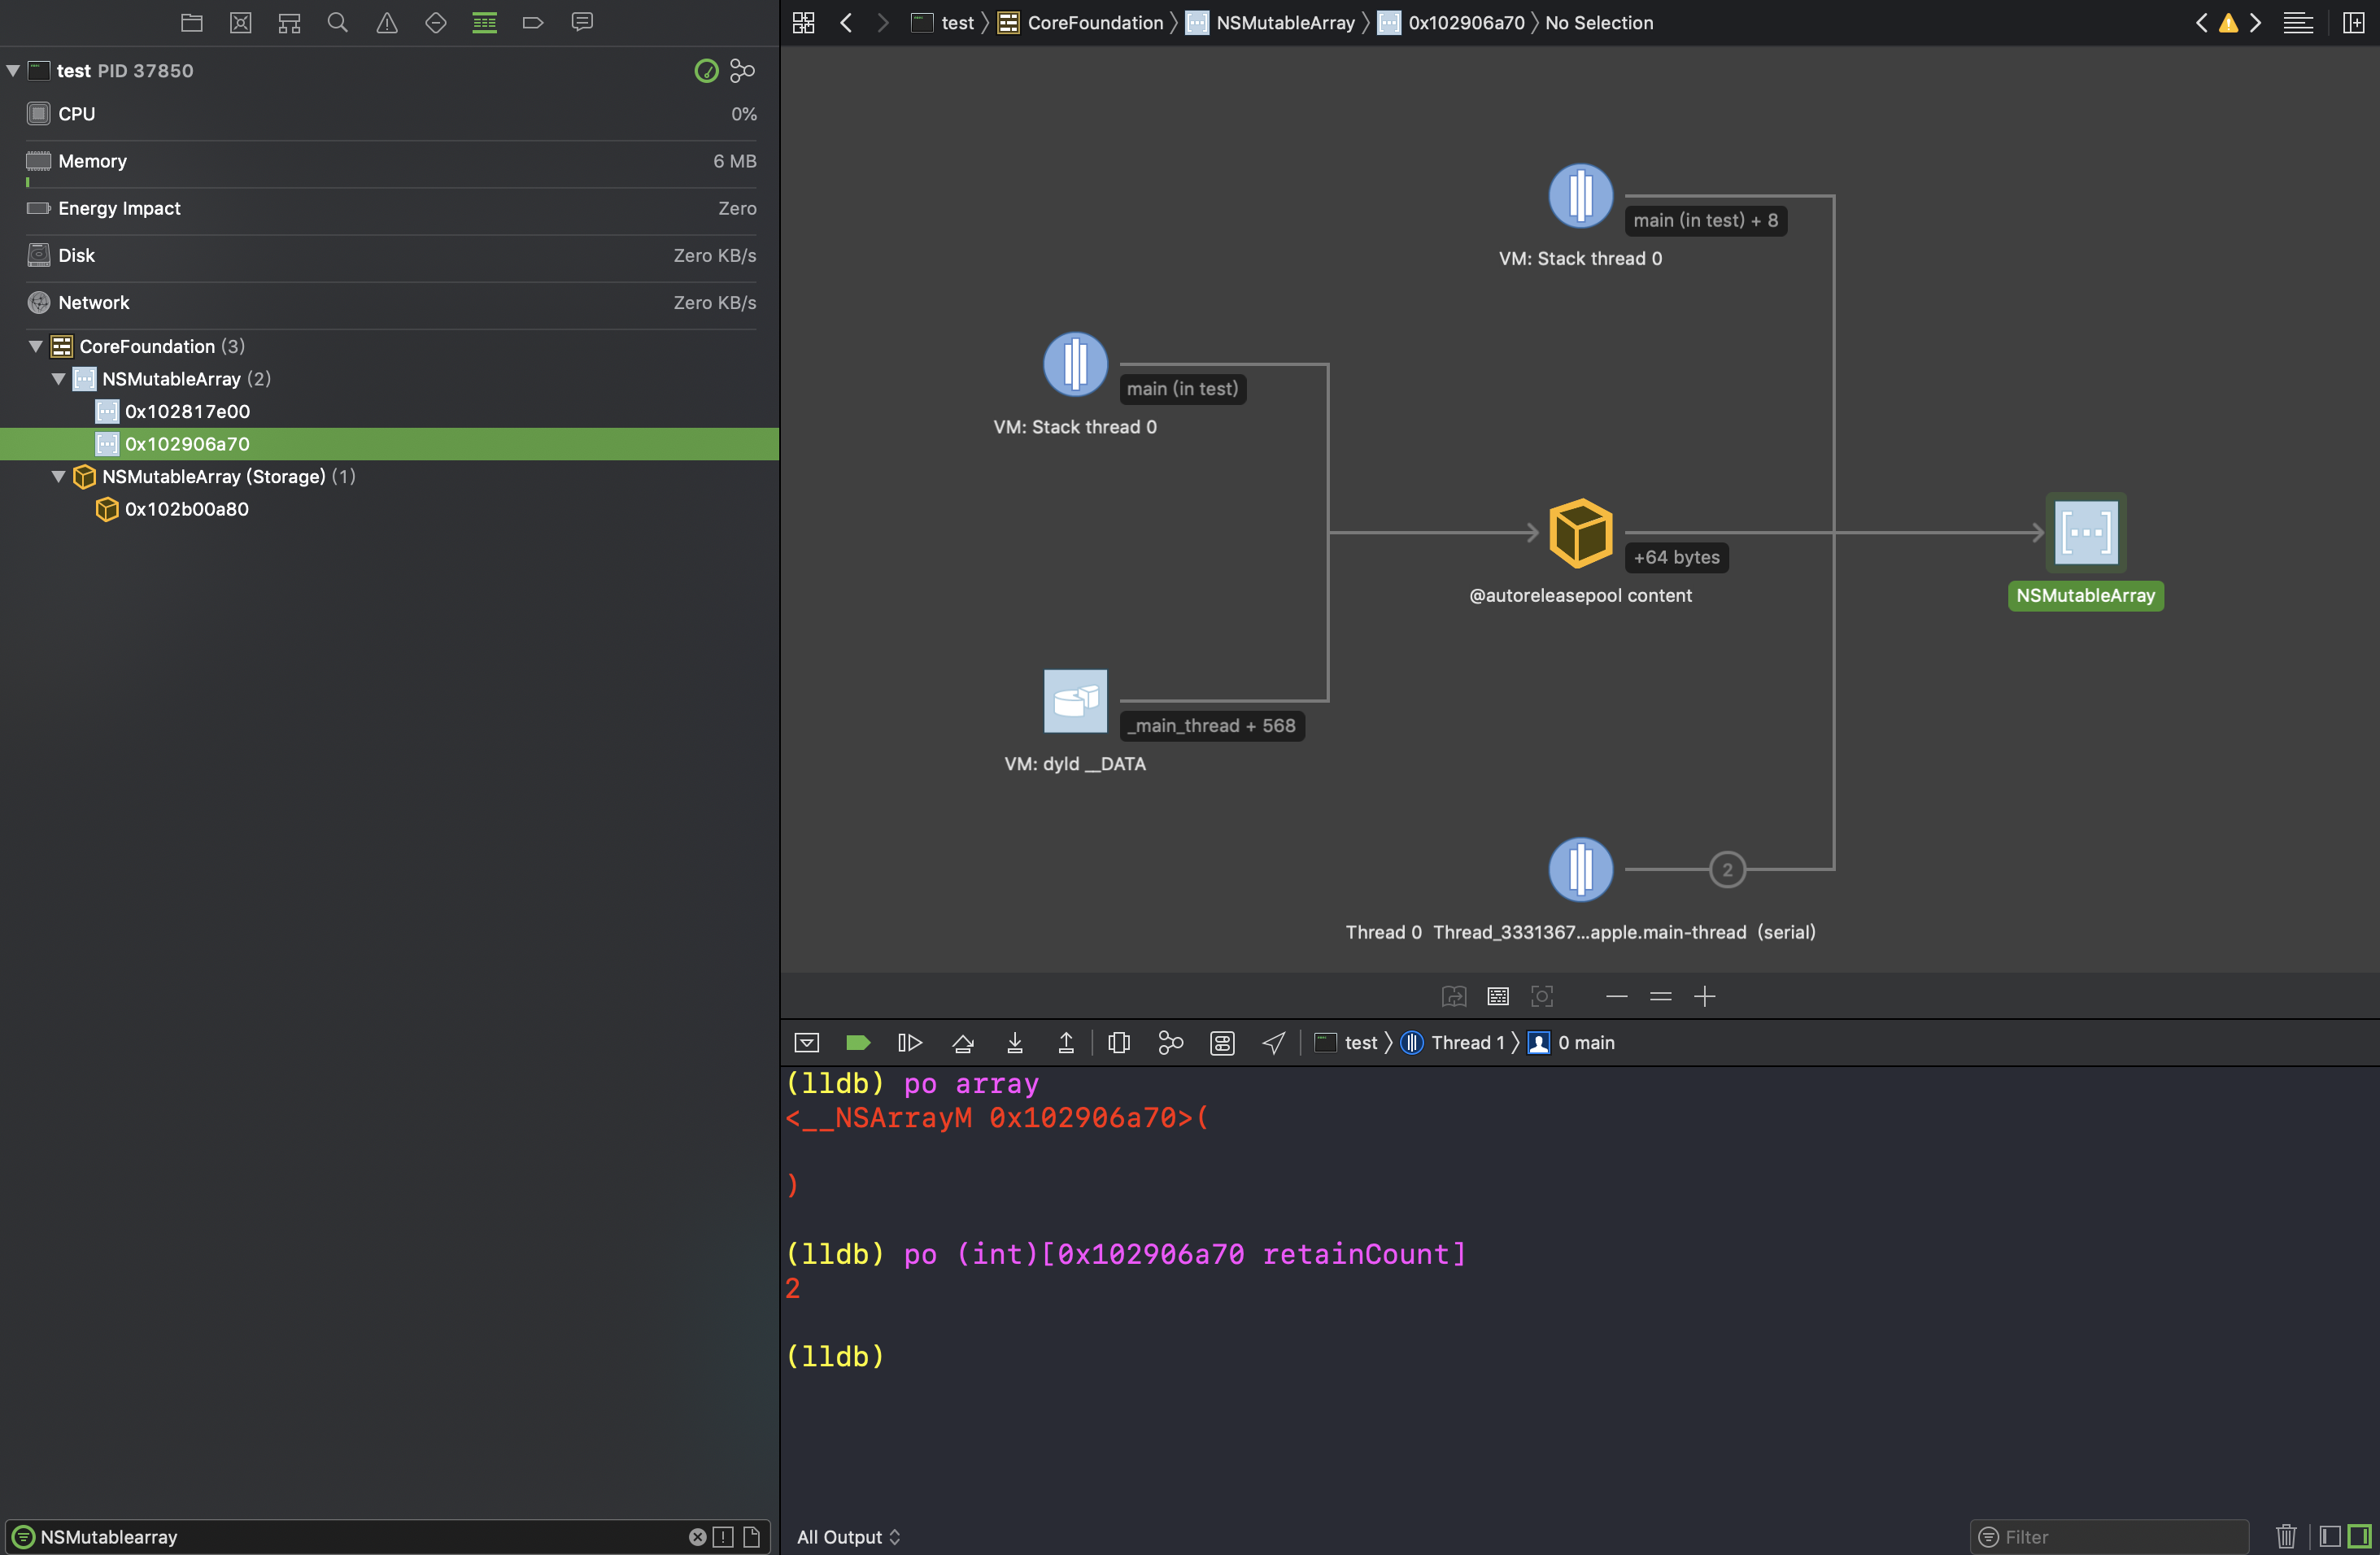 test PID 37850
CPU 0%
Memory 6 MB
Energy Impact Zero
Disk Zero KB/s
Network Zero KB/s
CoreFoundation (3)
NSMutableArray (2)
0x102817e00
0x102906a70
NSMutableArray (Storage) (1)
0x102b00a80
NSMutablearray
test CoreFoundation NSMutableArray 0x102906a70 No Selection
main (in test) + 8
VM: Stack thread 0
main (in test)
VM: Stack thread 0
+64 bytes
@autoreleasepool content
NSMutableArray
_main_thread + 568
VM: dyld __DATA
2
Thread 0 Thread_3331367...apple.main-thread (serial)
test Thread 1 0 main
(lldb) po array
<__NSArrayM 0x102906a70>(
)
(lldb) po (int)[0x102906a70 retainCount]
2
(lldb)
All Output Filter